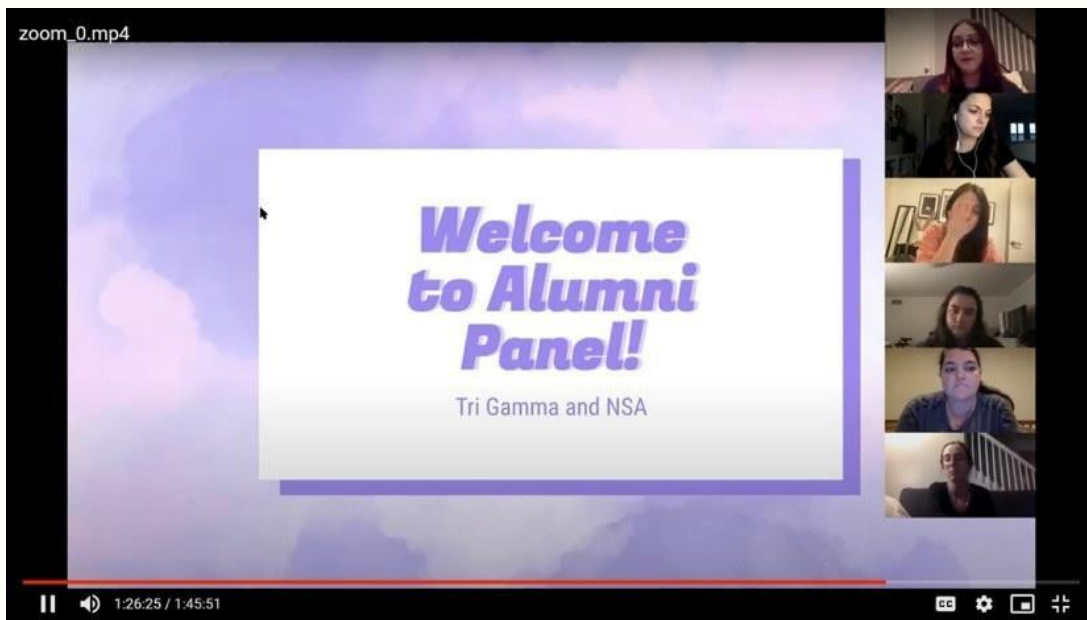 zoom_0.mp4
Welcome
to Alumni
Panel!
Tri Gamma and NSA
1:26:25 / 1:45:51
CC